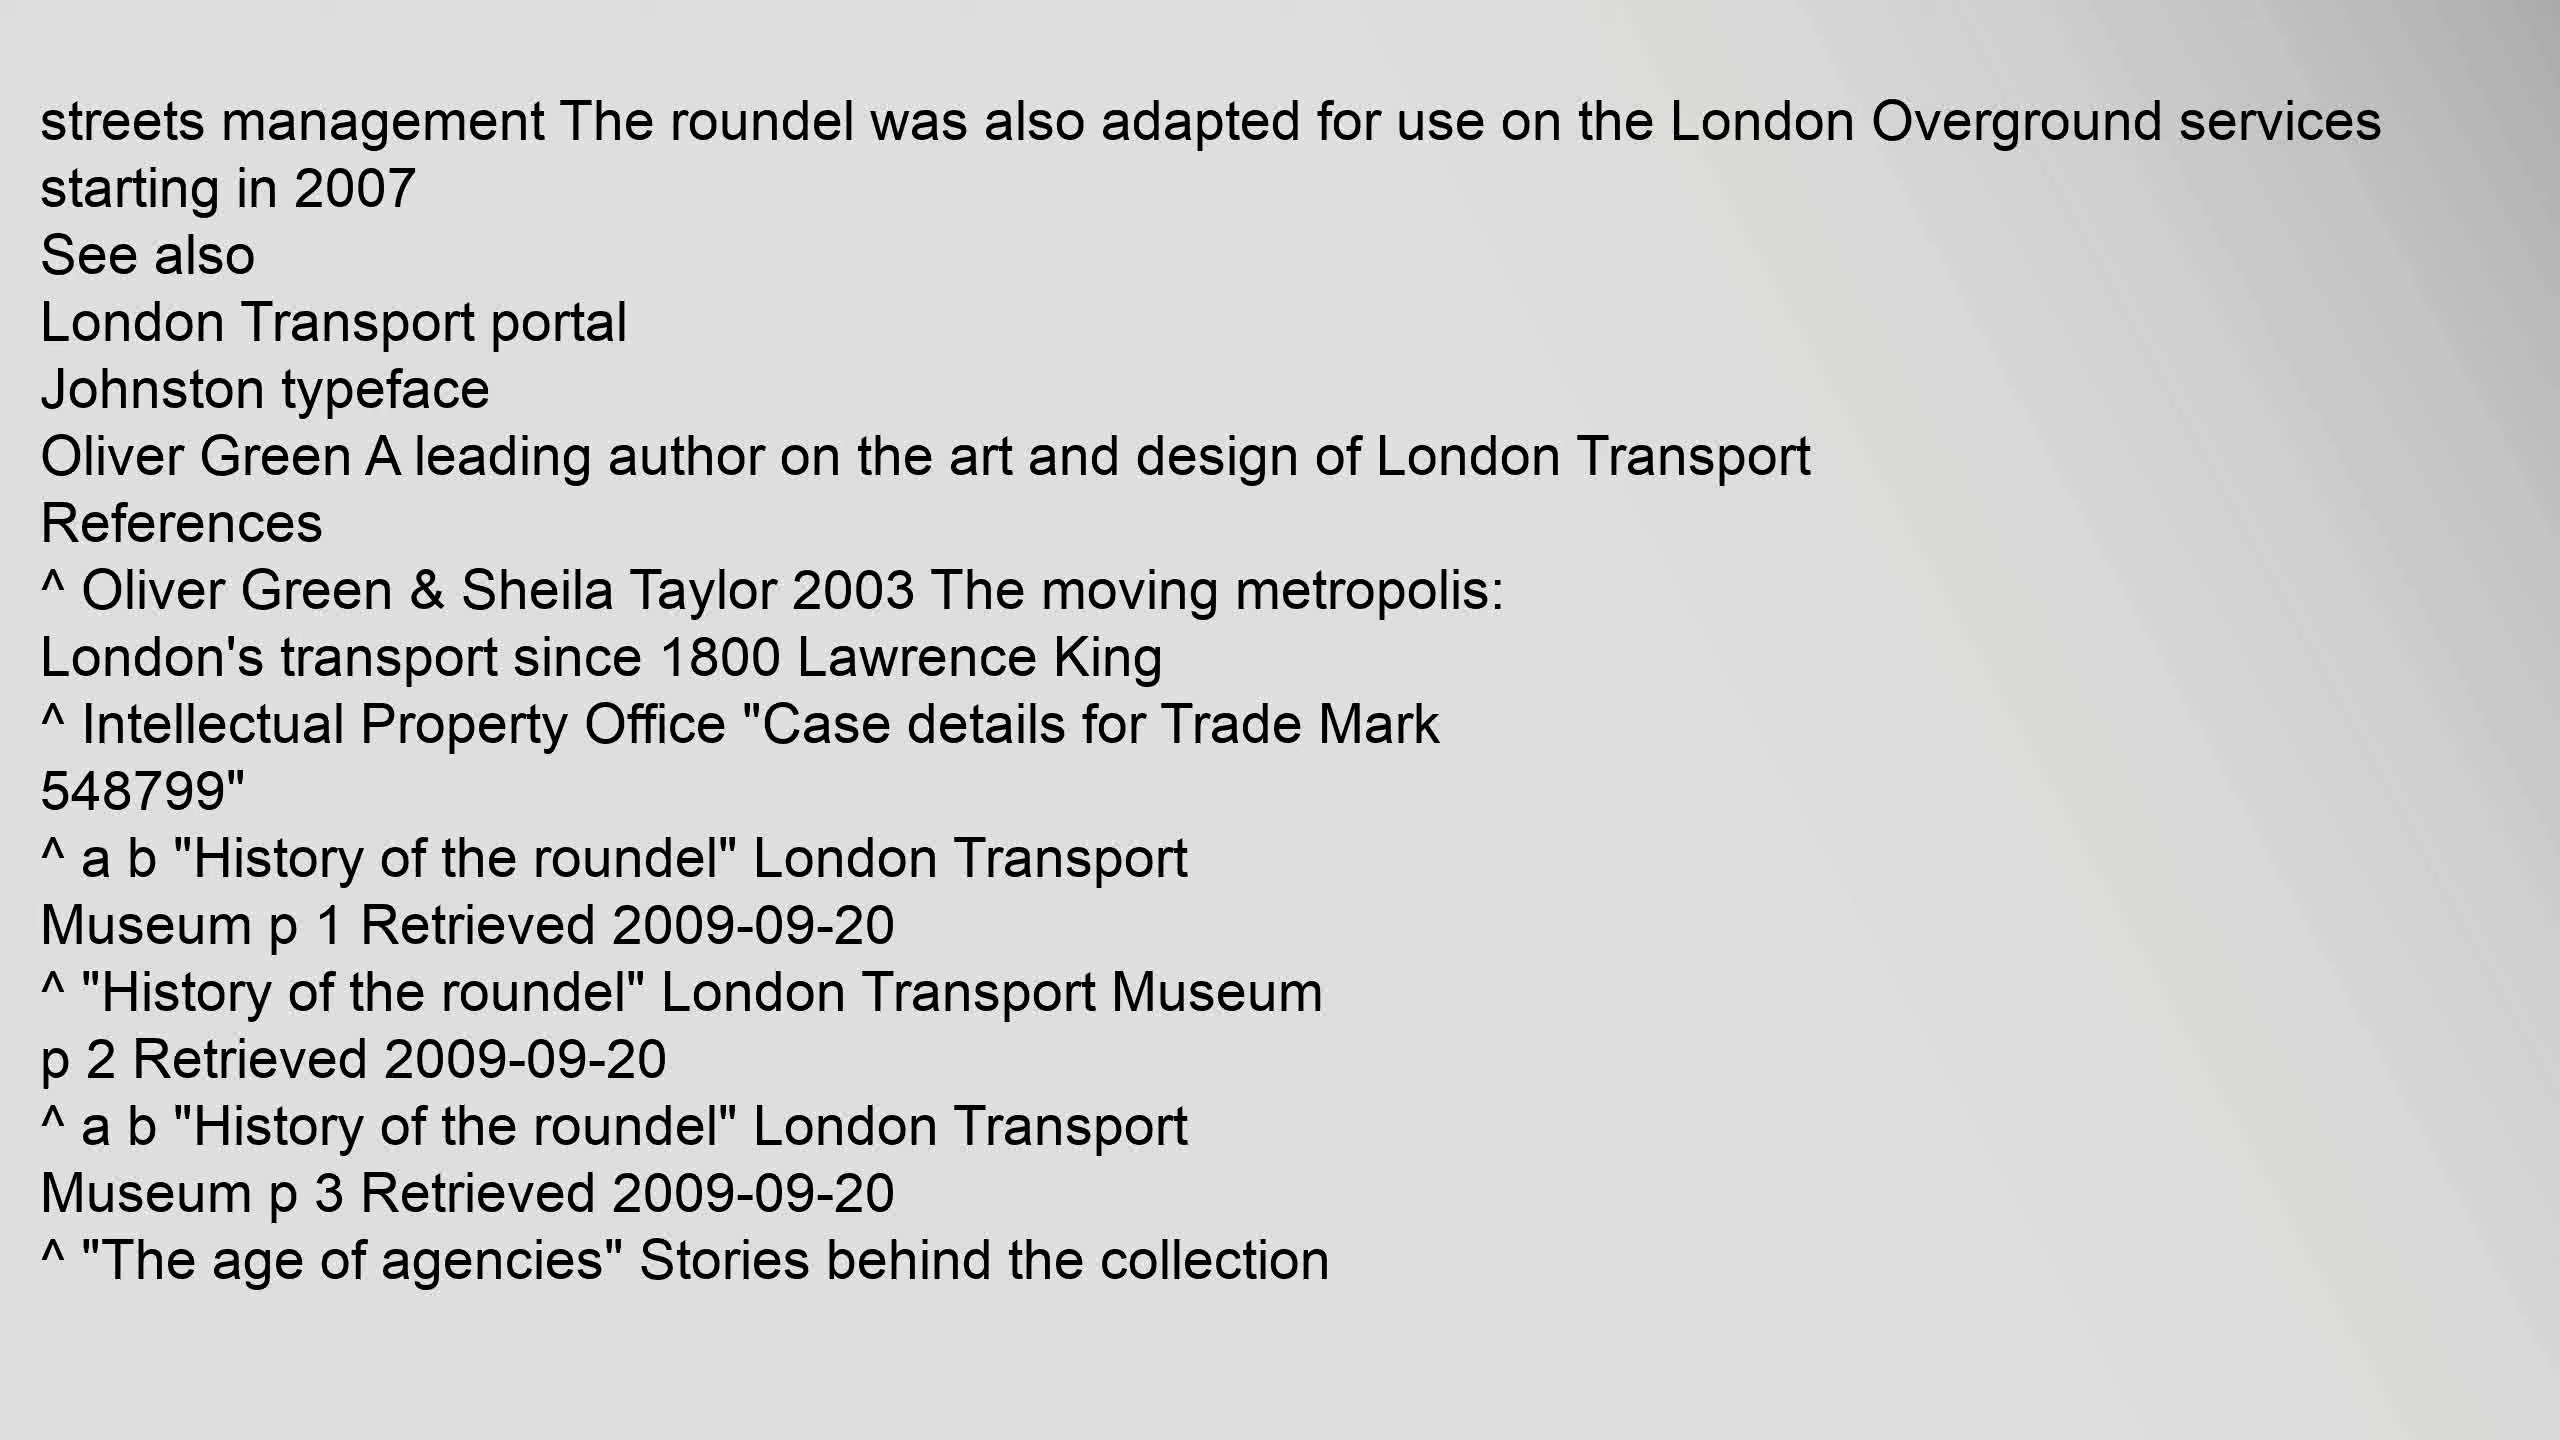 streets management The roundel was also adapted for use on the London Overground services
starting in 2007
See also
London Transport portal
Johnston typeface
Oliver Green A leading author on the art and design of London Transport
References
^ Oliver Green & Sheila Taylor 2003 The moving metropolis:
London's transport since 1800 Lawrence King
^ Intellectual Property Office "Case details for Trade Mark
548799"
^ a b "History of the roundel" London Transport
Museum p 1 Retrieved 2009-09-20
^ "History of the roundel" London Transport Museum
p 2 Retrieved 2009-09-20
^ a b "History of the roundel" London Transport
Museum p 3 Retrieved 2009-09-20
^ "The age of agencies" Stories behind the collection